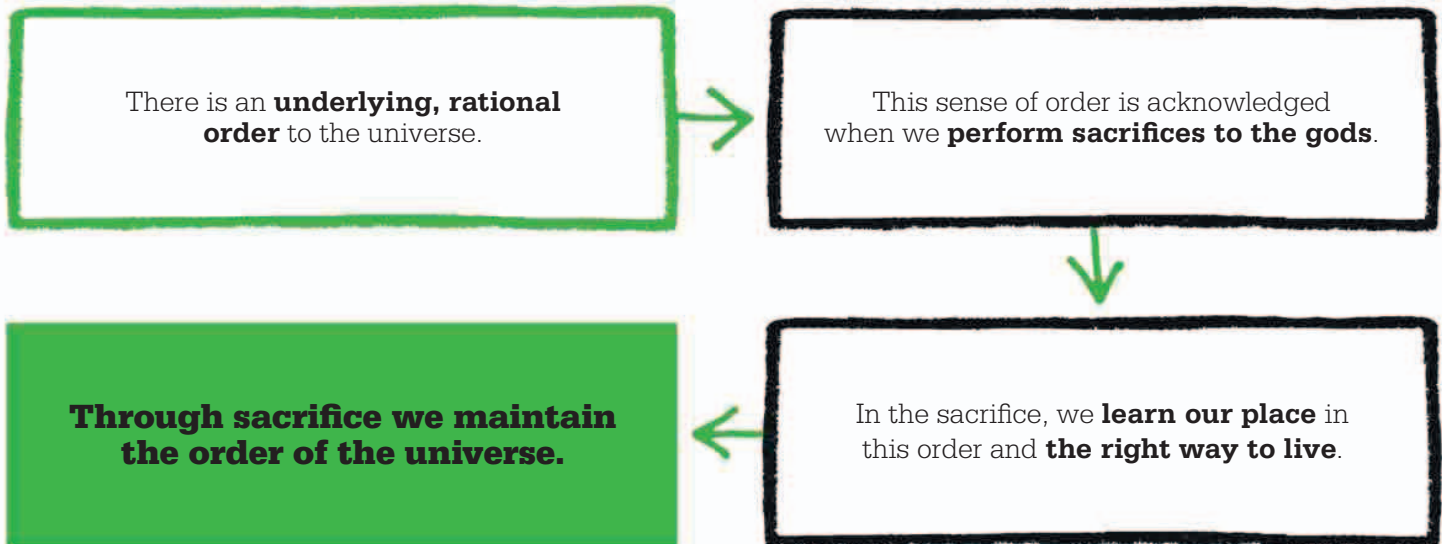 There is an underlying, rational
order to the universe.
This sense of order is acknowledged
when we perform sacrifices to the gods.
In the sacrifice, we learn our place in
this order and the right way to live.
Through sacrifice we maintain
the order of the universe.